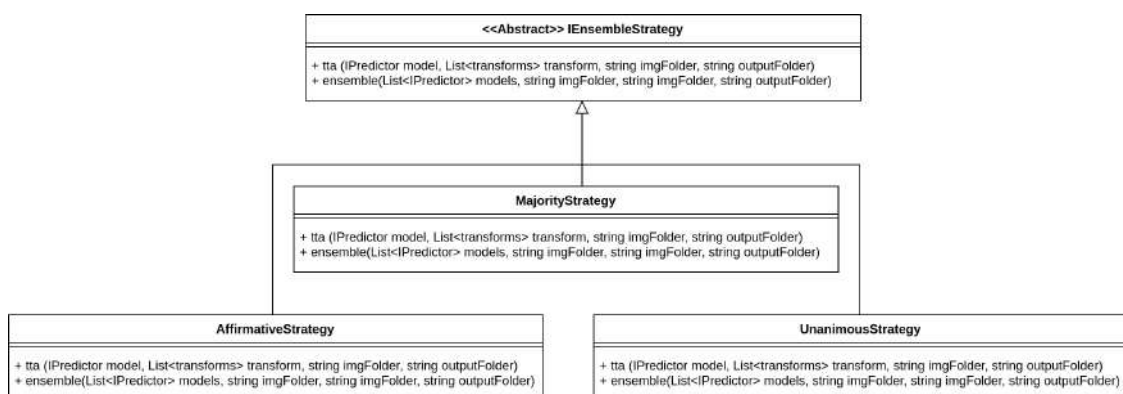 <<Abstract>> IEnsembleStrategy
+ tta (IPredictor model, List<transforms> transform, string imgFolder, string outputFolder)
+ ensemble(List<IPredictor> models, string imgFolder, string imgFolder, string outputFolder)
MajorityStrategy
+ tta (IPredictor model, List<transforms> transform, string imgFolder, string outputFolder)
+ ensemble(List<IPredictor> models, string imgFolder, string imgFolder, string outputFolder)
AffirmativeStrategy
+ tta (IPredictor model, List<transforms> transform, string imgFolder, string outputFolder)
+ ensemble(List<IPredictor> models, string imgFolder, string imgFolder, string outputFolder)
UnanimousStrategy
+ tta (IPredictor model, List<transforms> transform, string imgFolder, string outputFolder)
+ ensemble(List<IPredictor> models, string imgFolder, string imgFolder, string outputFolder)